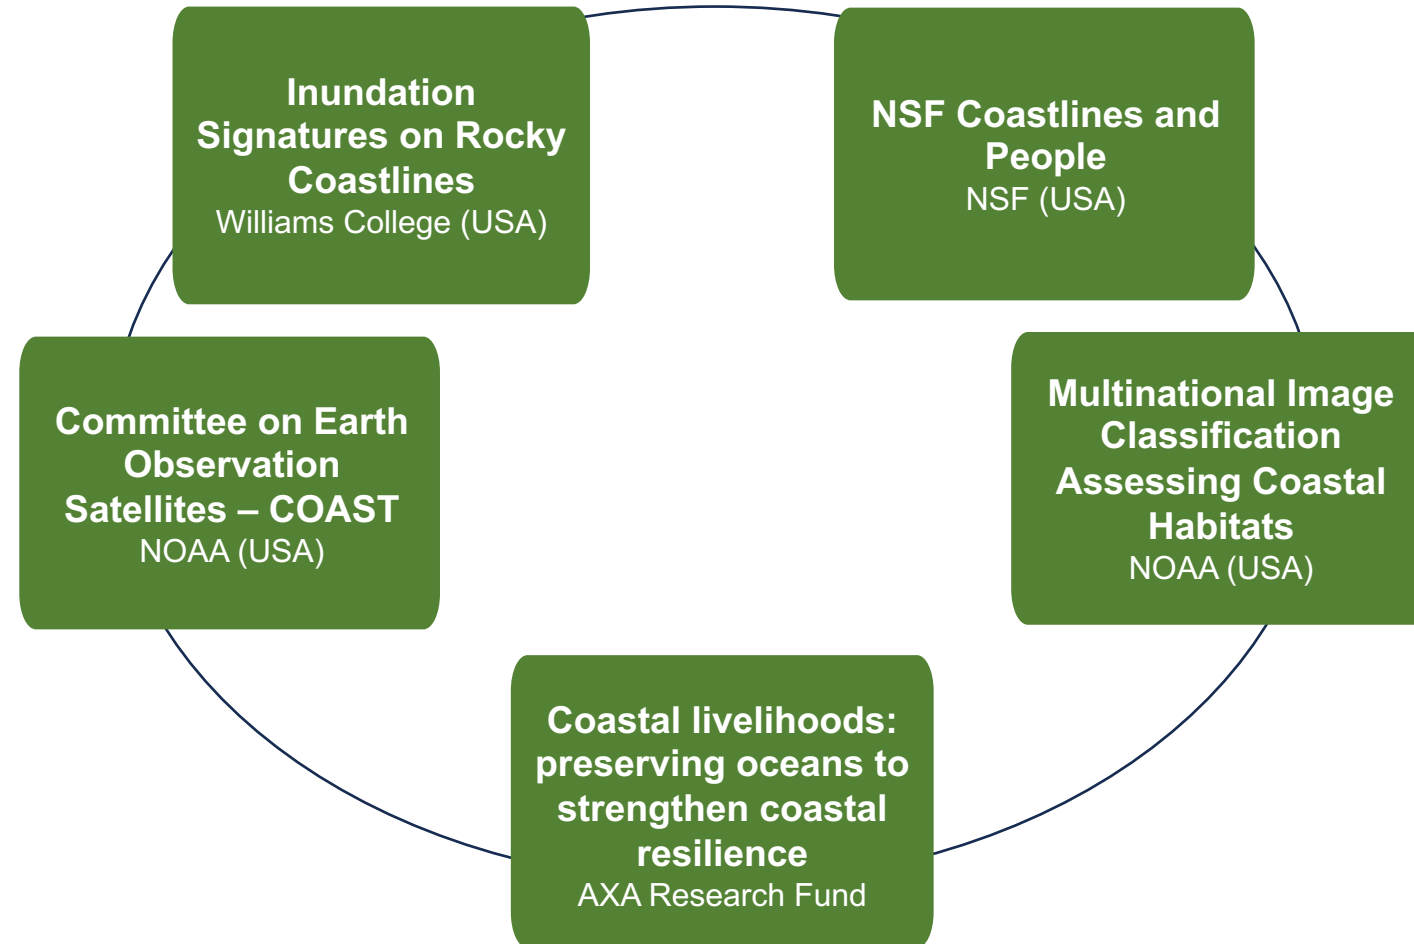 Inundation
Signatures on Rocky
Coastlines
Williams College (USA)
NSF Coastlines and
People
NSF (USA)
Committee on Earth
Observation
Satellites – COAST
NOAA (USA)
Multinational Image
Classification
Assessing Coastal
Habitats
NOAA (USA)
Coastal livelihoods:
preserving oceans to
strengthen coastal
resilience
AXA Research Fund